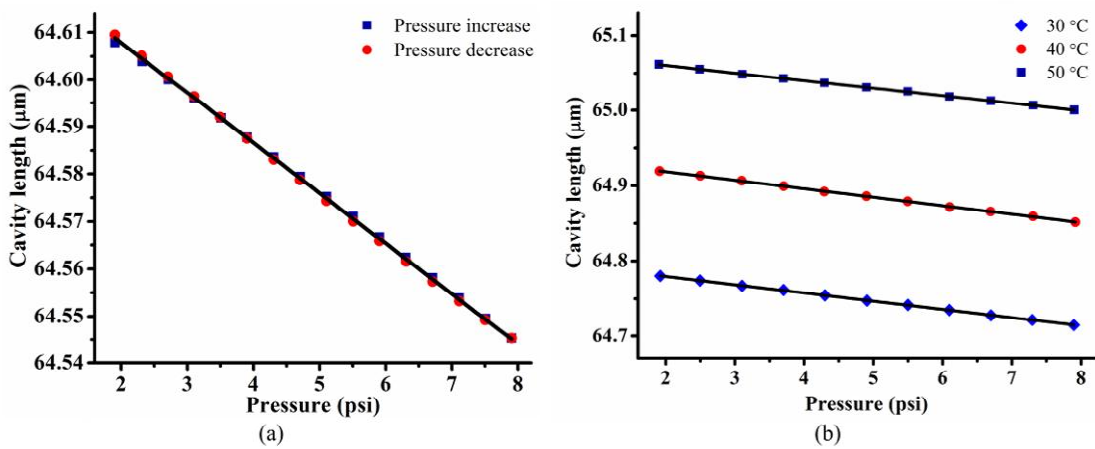 Pressure increase
Pressure decrease
64.61
64.60
64.59
64.58
64.57
64.56
64.55
64.54
Cavity length (μm)
2 3 4 5 6 7 8
Pressure (psi)
(a)
30 °C
40 °C
50 °C
65.1
65.0
64.9
64.8
64.7
Cavity length (μm)
2 3 4 5 6 7 8
Pressure (psi)
(b)